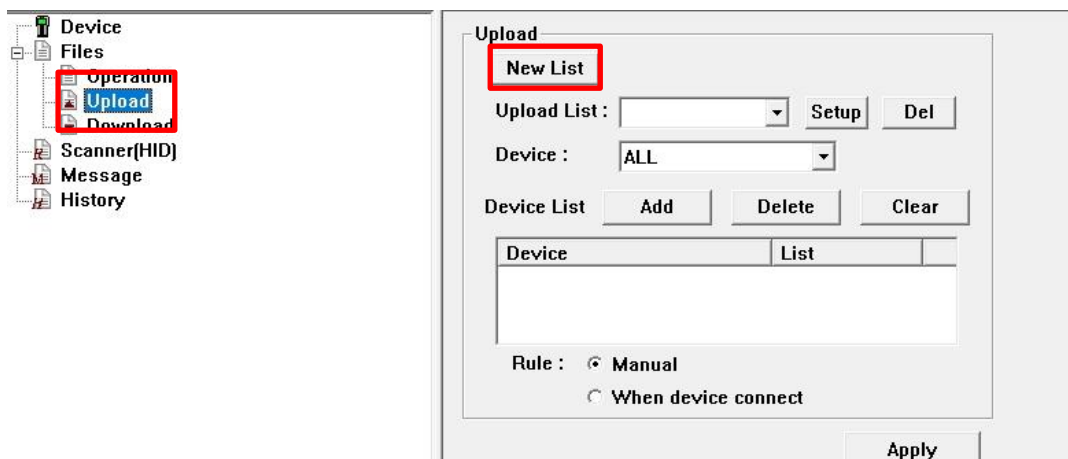 Device
Files
Operation
Upload
Download
Scanner(HID)
Message
History
Upload
New List
Upload List : Setup Del
Device : ALL
Device List Add Delete Clear
Device List
Rule : Manual
When device connect
Apply